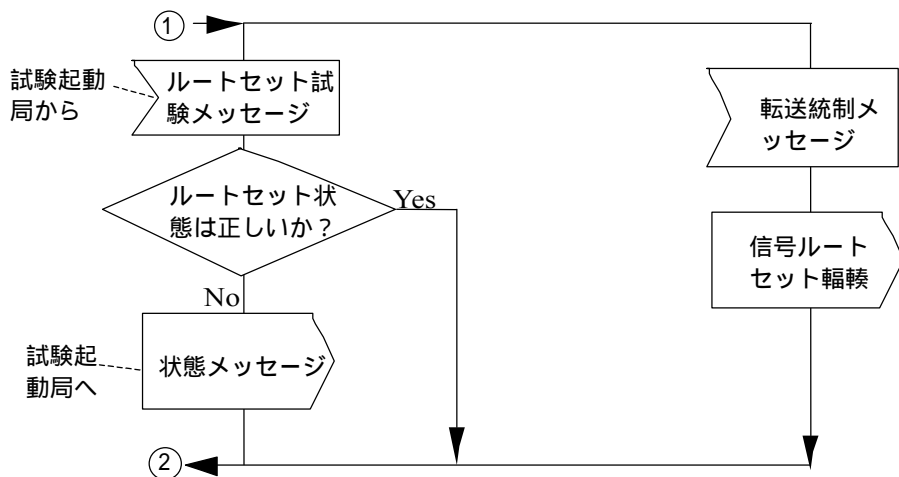 ①
試験起動
局から
ルートセット試
験メッセージ
転送統制メ
ッセージ
ルートセット状
態は正しいか？
Yes
信号ルート
セット輻輳
No
試験起
動局へ
状態メッセージ
②